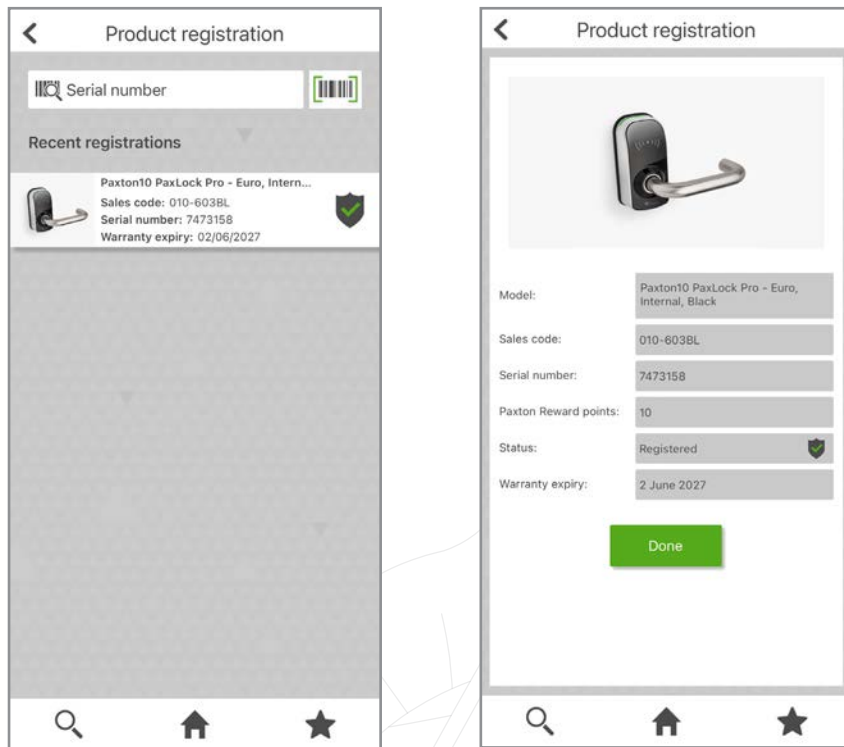 Product registration
Serial number
Recent registrations
Paxton10 PaxLock Pro - Euro, Intern...
Sales code: 010-603BL
Serial number: 7473158
Warranty expiry: 02/06/2027
Product registration
Model: Paxton10 PaxLock Pro - Euro,
Internal, Black
Sales code: 010-603BL
Serial number: 7473158
Paxton Reward points: 10
Status: Registered
Warranty expiry: 2 June 2027
Done